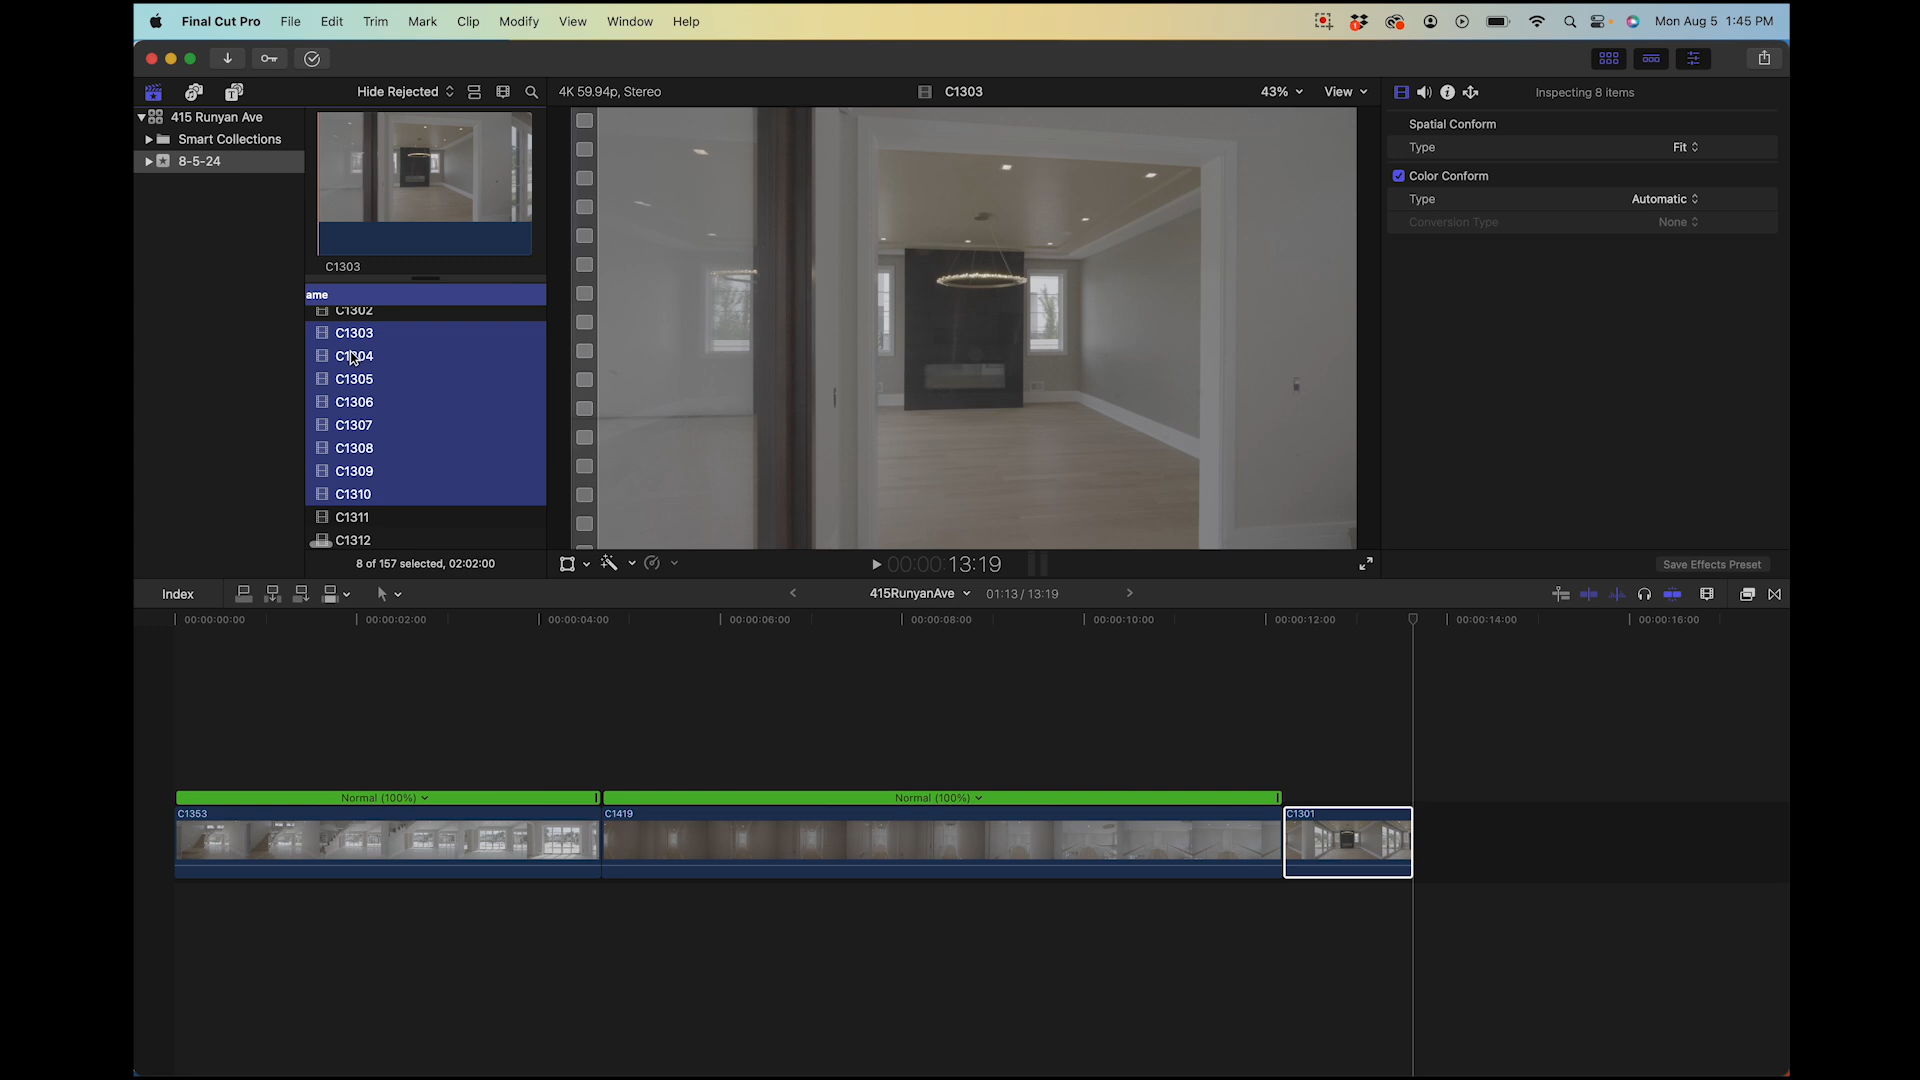 Final Cut Pro File Edit Trim Mark Clip Modify View Window Help Mon Aug 5 1:45 PM
Hide Rejected 4K 59.94p, Stereo C1303 43% View Inspecting 8 items
415 Runyan Ave
Smart Collections
8-5-24
C1303
ame
C1302
C1303
C1304
C1305
C1306
C1307
C1308
C1309
C1310
C1311
C1312
8 of 157 selected, 02:02:00
00:00:13:19
Spatial Conform
Type Fit
Color Conform
Type Automatic
Conversion Type None
Save Effects Preset
Index 415RunyanAve 01:13 / 13:19
00:00:00:00 00:00:02:00 00:00:04:00 00:00:06:00 00:00:08:00 00:00:10:00 00:00:12:00 00:00:14:00 00:00:16:00
Normal (100%) Normal (100%)
C1353 C1419 C1301